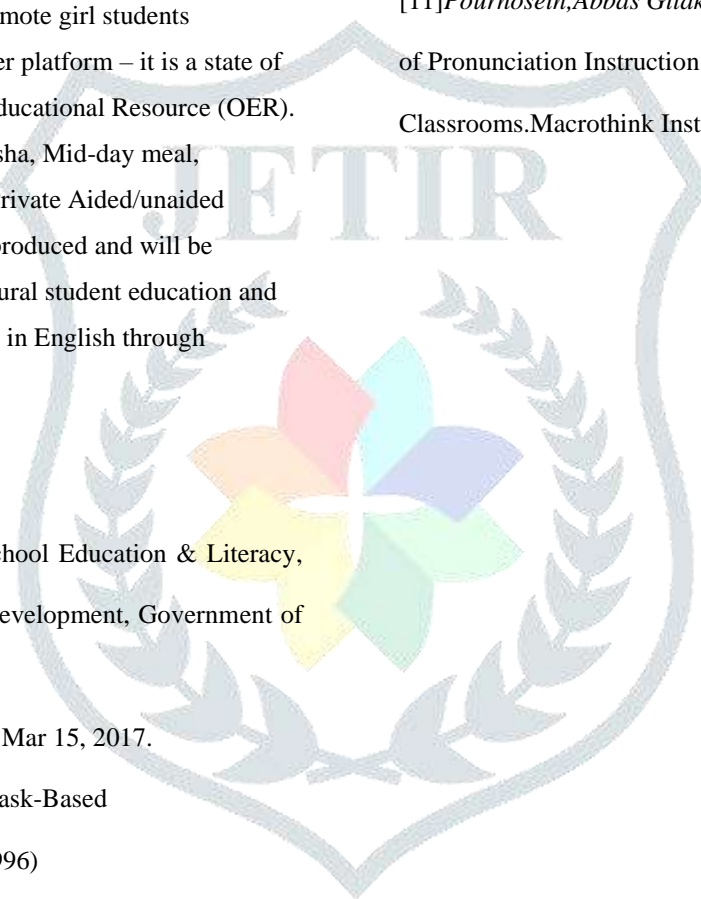 mote girl students
er platform – it is a state of
ducational Resource (OER).
sha, Mid-day meal,
rivate Aided/unaided
produced and will be
ural student education and
in English through
chool Education & Literacy,
evelopment, Government of
Mar 15, 2017.
ask-Based
996)
[11]Pourhosein,Abbas Gilak
of Pronunciation Instruction
Classrooms.Macrothink Inst
JETIR